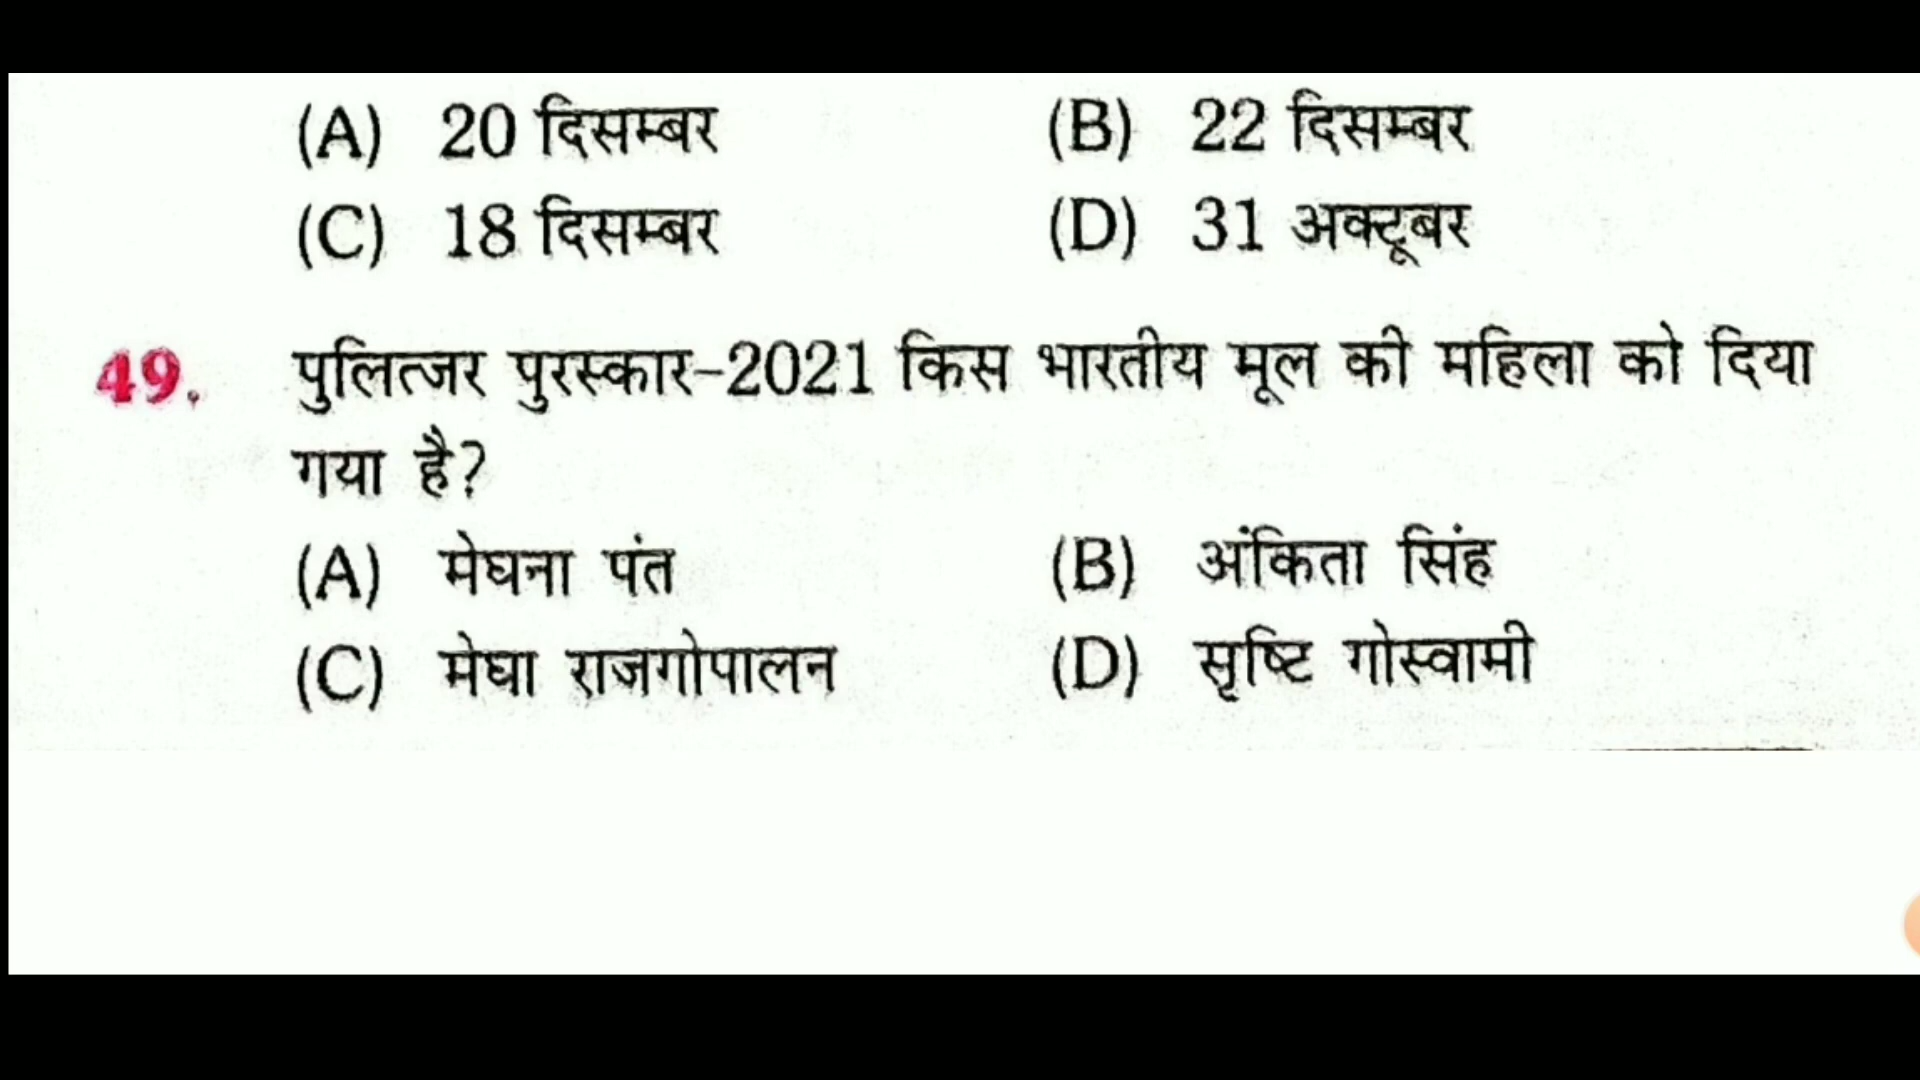 (A) 20 दिसम्बर (B) 22 दिसम्बर
(C) 18 दिसम्बर (D) 31 अक्टूबर
49. पुलित्जर पुरस्कार-2021 किस भारतीय मूल की महिला को दिया
गया है?
(A) मेघना पंत (B) अंकिता सिंह
(C) मेघा राजगोपालन (D) सृष्टि गोस्वामी